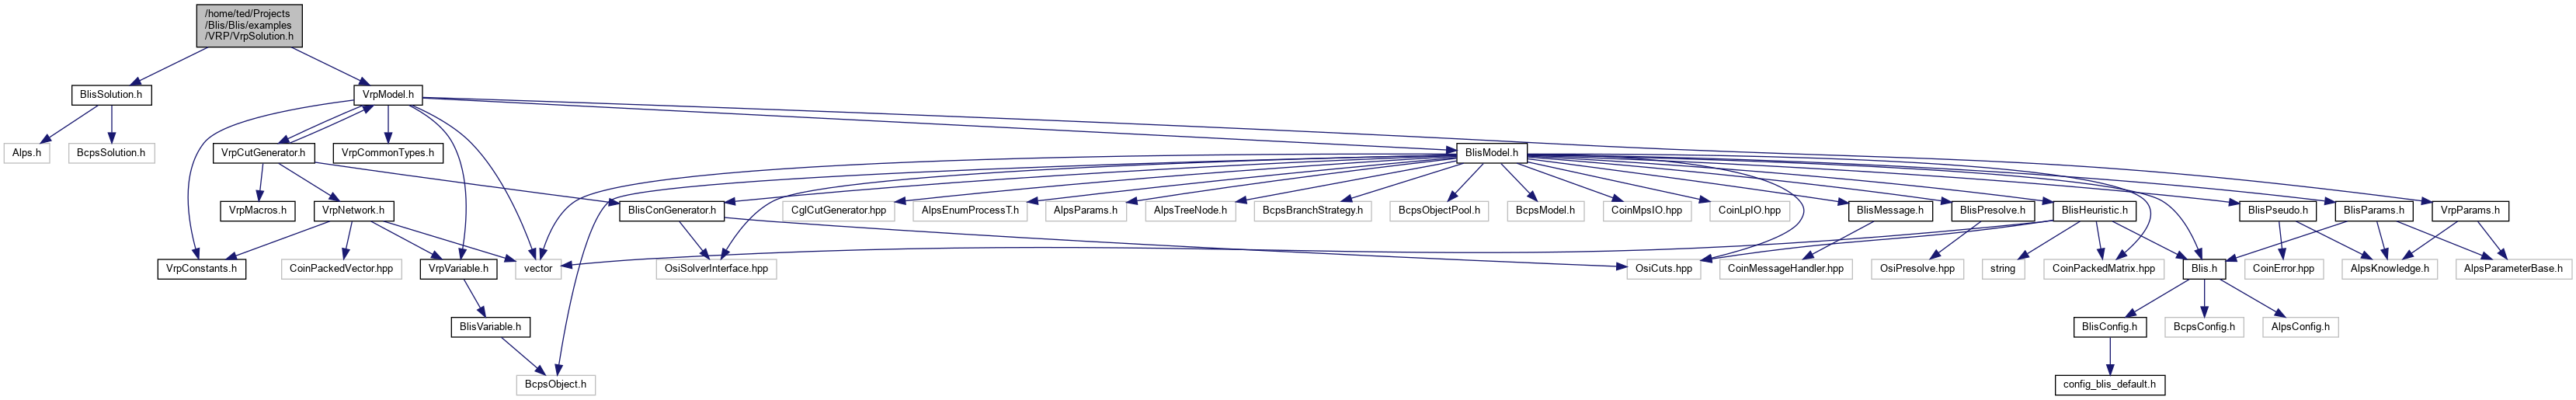 /home/ted/Projects
/Blis/Blis/examples
/VRP/VrpSolution.h
BlisSolution.h
VrpModel.h
Alps.h
BcpsSolution.h
VrpCutGenerator.h
VrpCommonTypes.h
BlisModel.h
VrpMacros.h
VrpNetwork.h
BlisConGenerator.h
CglCutGenerator.hpp
AlpsEnumProcessT.h
AlpsParams.h
AlpsTreeNode.h
BcpsBranchStrategy.h
BcpsObjectPool.h
BcpsModel.h
CoinMpsIO.hpp
CoinLpIO.hpp
BlisMessage.h
BlisPresolve.h
BlisHeuristic.h
BlisPseudo.h
BlisParams.h
VrpParams.h
VrpConstants.h
CoinPackedVector.hpp
VrpVariable.h
vector
OsiSolverInterface.hpp
OsiCuts.hpp
CoinMessageHandler.hpp
OsiPresolve.hpp
string
CoinPackedMatrix.hpp
Blis.h
CoinError.hpp
AlpsKnowledge.h
AlpsParameterBase.h
BlisVariable.h
BlisConfig.h
BcpsConfig.h
AlpsConfig.h
BcpsObject.h
config_blis_default.h